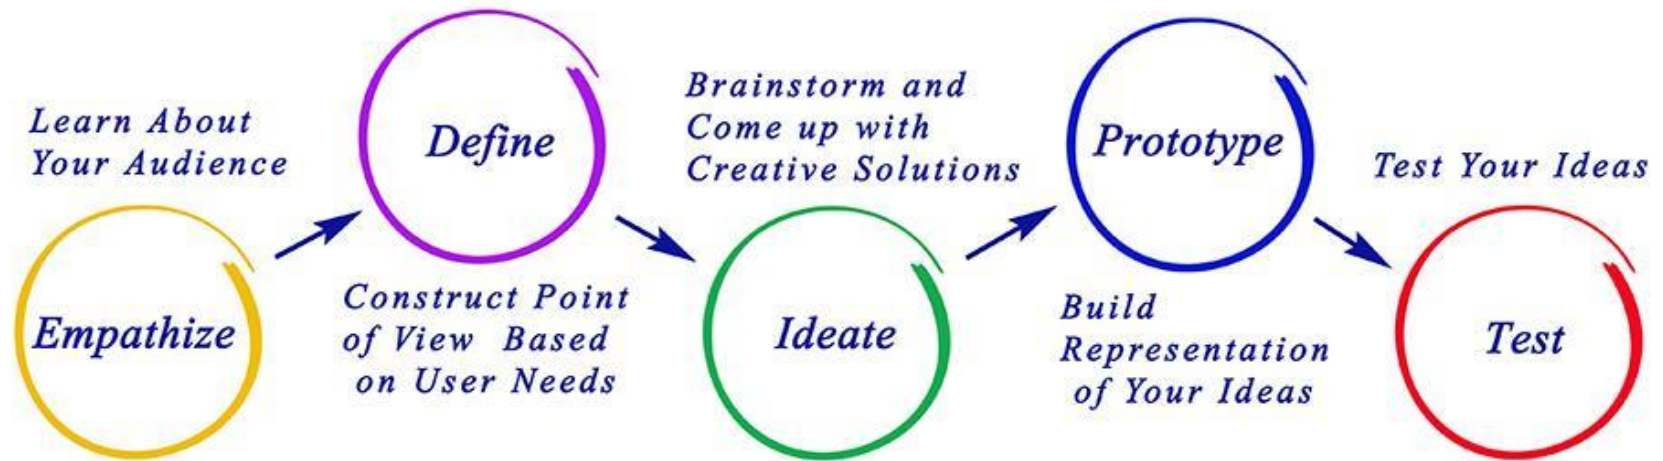 Learn About
Your Audience
Empathize
Define
Construct Point
of View Based
on User Needs
Brainstorm and
Come up with
Creative Solutions
Ideate
Prototype
Build
Representation
of Your Ideas
Test Your Ideas
Test